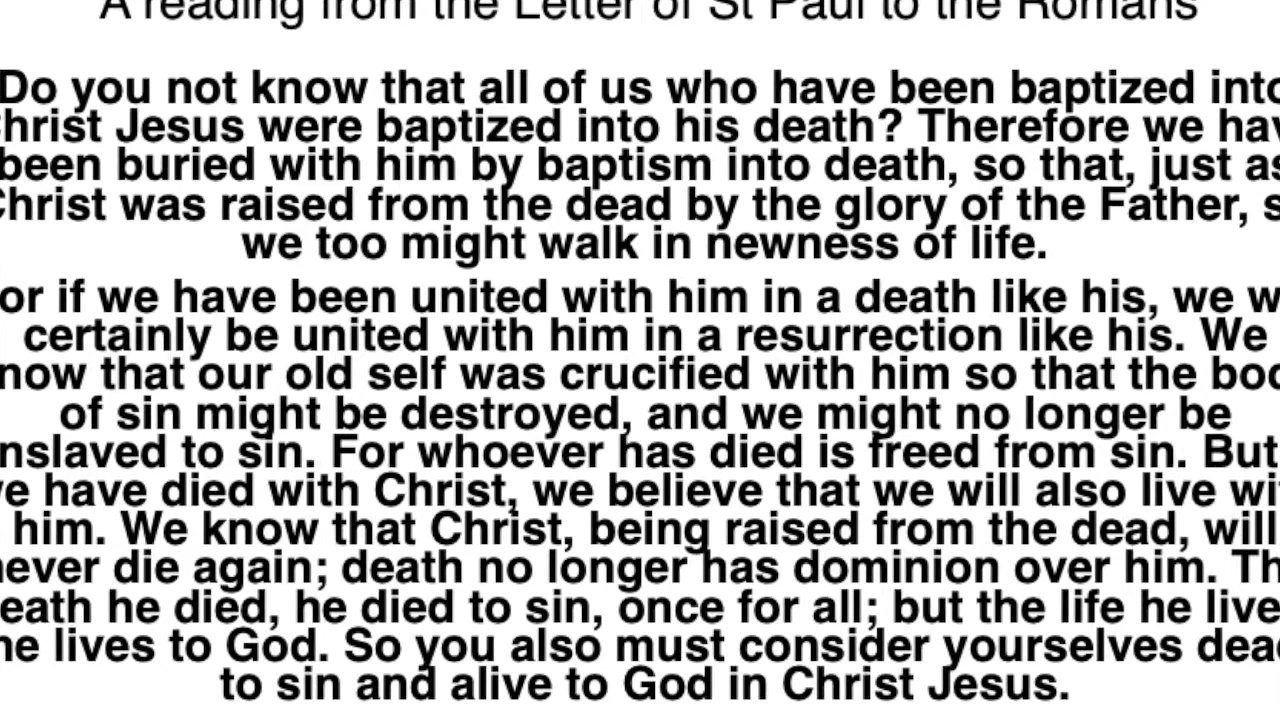 A reading from the Letter of St Paul to the Romans
Do you not know that all of us who have been baptized into
Christ Jesus were baptized into his death? Therefore we hav
been buried with him by baptism into death, so that, just as
Christ was raised from the dead by the glory of the Father, s
we too might walk in newness of life.
or if we have been united with him in a death like his, we w
certainly be united with him in a resurrection like his. We
now that our old self was crucified with him so that the bod
of sin might be destroyed, and we might no longer be
nslaved to sin. For whoever has died is freed from sin. But
we have died with Christ, we believe that we will also live wit
him. We know that Christ, being raised from the dead, will
never die again; death no longer has dominion over him. Th
eath he died, he died to sin, once for all; but the life he live
he lives to God. So you also must consider yourselves dead
to sin and alive to God in Christ Jesus.